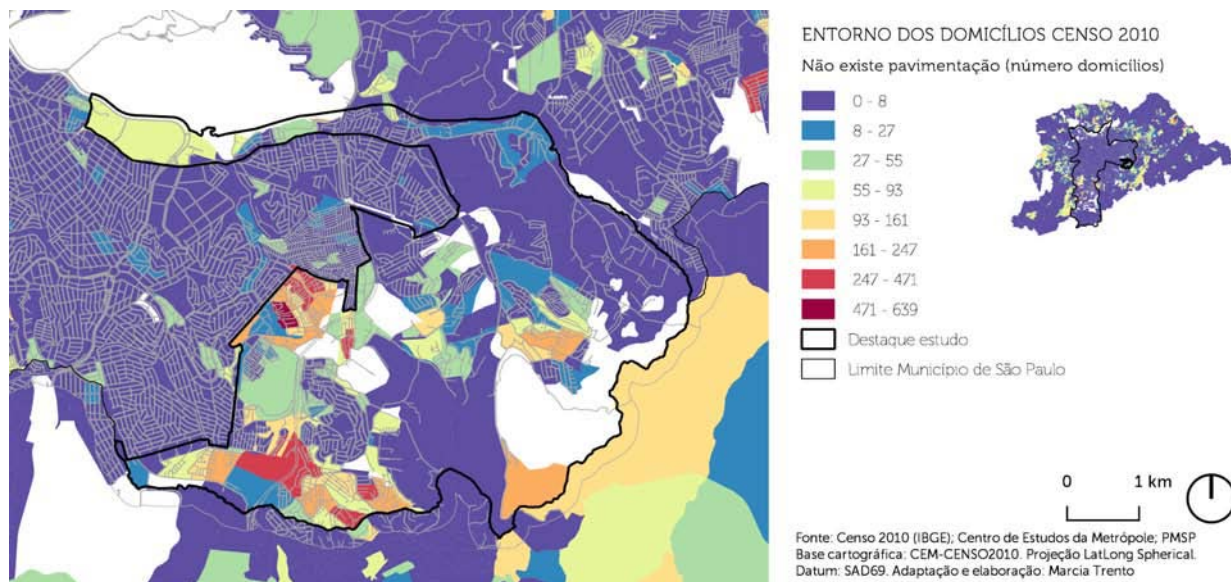 ENTORNO DOS DOMICÍLIOS CENSO 2010
Não existe pavimentação (número domicílios)
0 - 8
8 - 27
27 - 55
55 - 93
93 - 161
161 - 247
247 - 471
471 - 639
Destaque estudo
Limite Município de São Paulo
0 1 km
Fonte: Censo 2010 (IBGE); Centro de Estudos da Metrópole; PMSP
Base cartográfica: CEM-CENSO2010. Projeção LatLong Spherical.
Datum: SAD69. Adaptação e elaboração: Marcia Trento